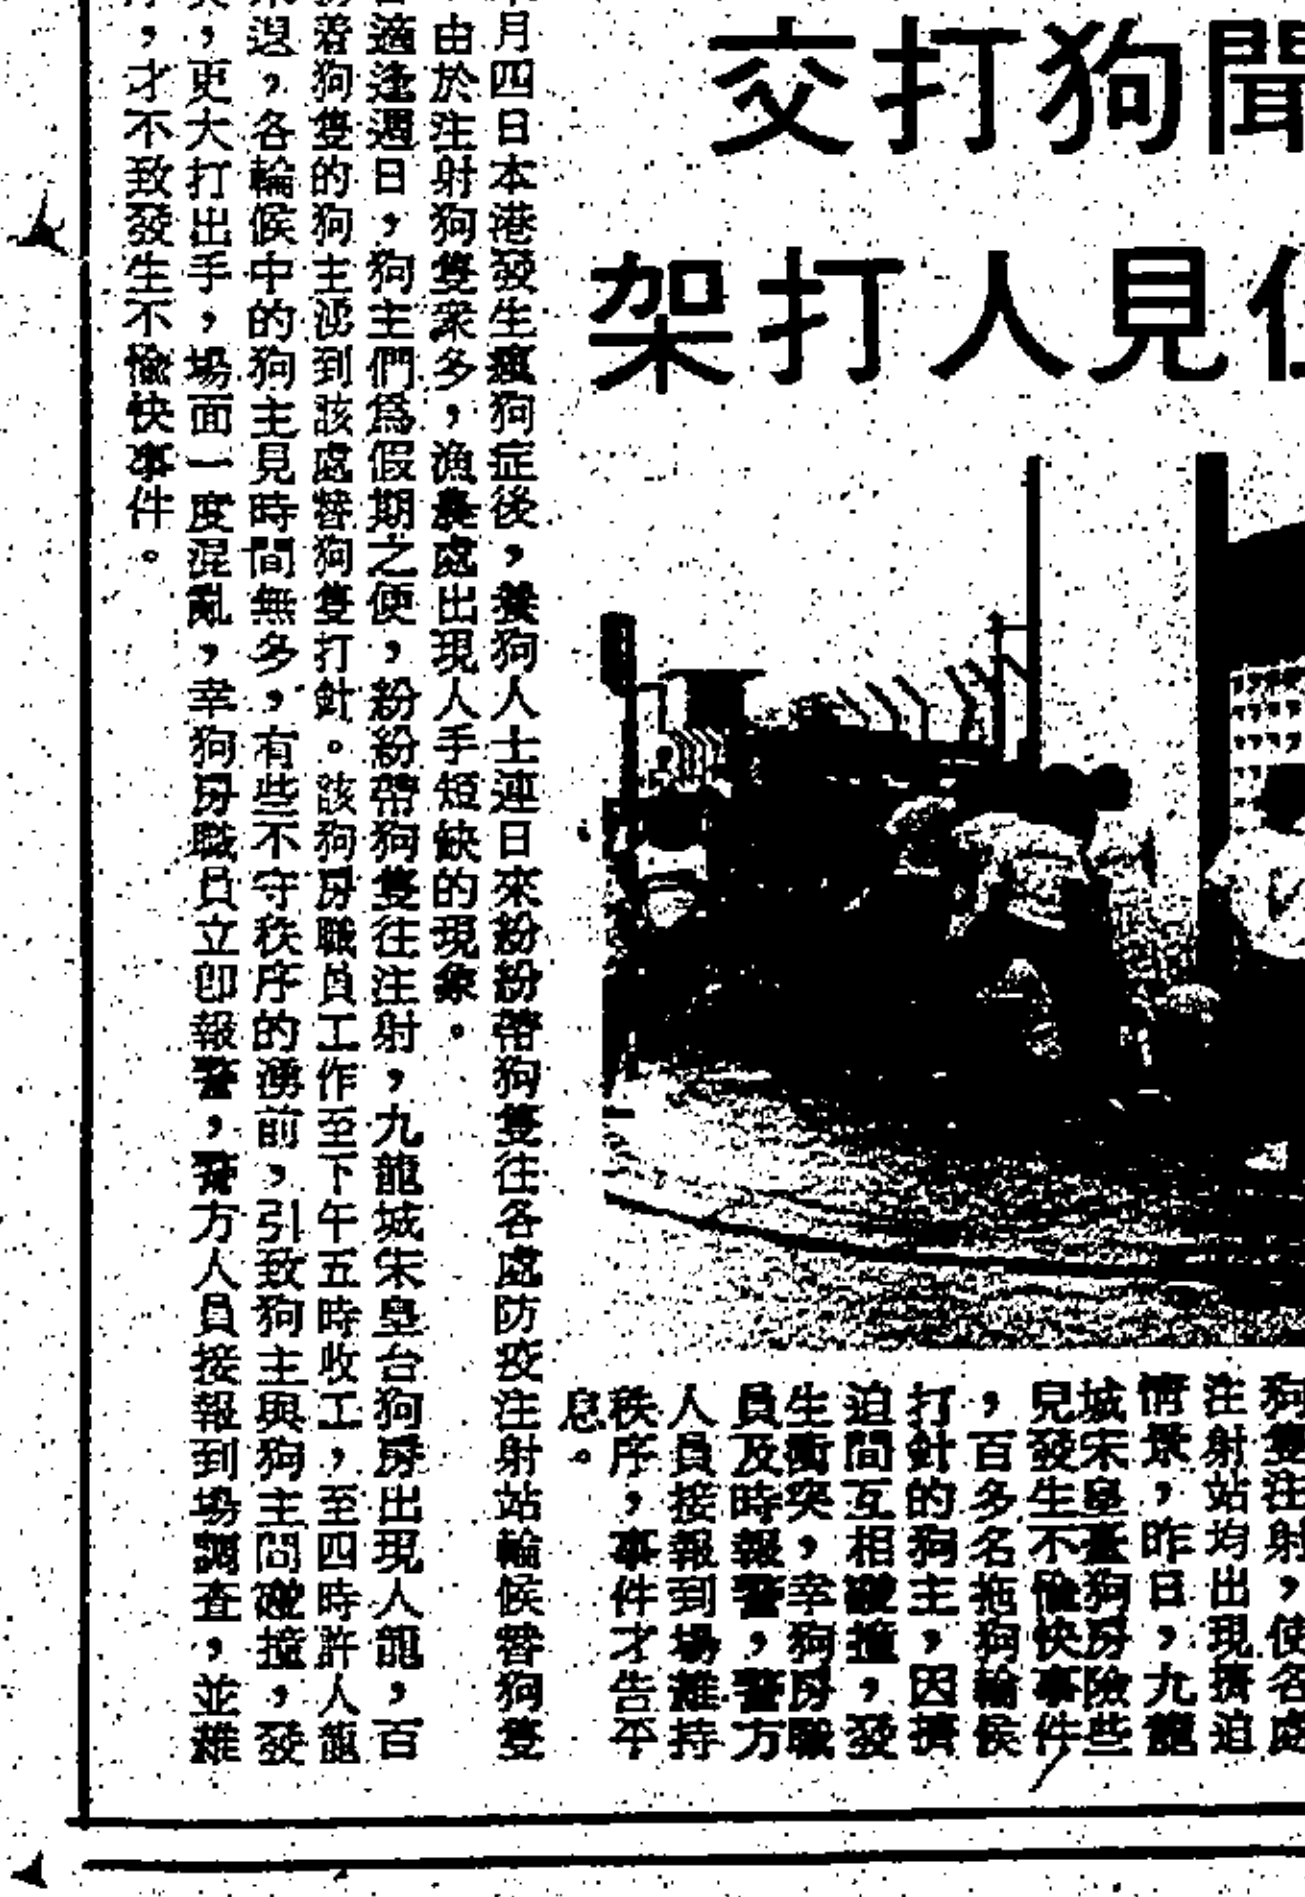 聞狗打交
見人打架
狗隻注射，使各處
注射站均出現擠迫
情景，昨日，九龍
城宋皇臺狗房險些
見發生不愉快事件
，百多名拖狗輪侯
打針的狗主，因擠
迫間互相碰撞，發
生衝突，幸狗房職
員及時報警，警方
人員接報到場維持
秩序，事件才告平
息。
月四日本港發生瘋狗症後，養狗人士連日來紛紛帶狗隻往各處防疫注射站輪候替狗隻
由於注射狗隻衆多，漁農處出現人手短缺的現象。
適逢週日，狗主們爲假期之便，紛紛帶狗隻往注射，九龍城宋皇台狗房出現人龍，百
着狗隻的狗主湧到該處替狗隻打針。該狗房職員工作至下午五時收工，至四時許人龍
退，各輪候中的狗主見時間無多，有些不守秩序的湧前，引致狗主與狗主間碰撞，發
，更大打出手，場面一度混亂，幸狗房職員立即報警，警方人員接報到場調查，並維
，才不致發生不愉快事件。